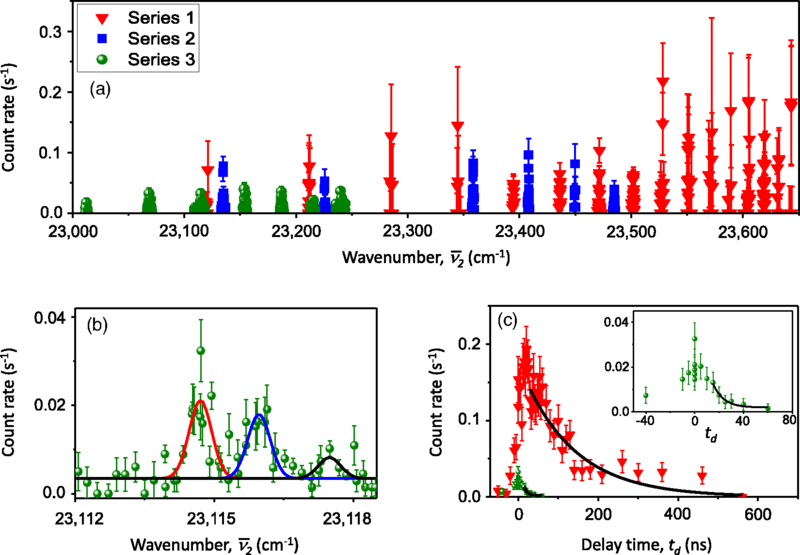 Series 1
Series 2
Series 3
(a)
Count rate (s⁻¹)
0.3
0.2
0.1
0.0
23,000 23,100 23,200 23,300 23,400 23,500 23,600
Wavenumber, ν̅₂ (cm⁻¹)
(b)
Count rate (s⁻¹)
0.04
0.02
0.00
23,112 23,115 23,118
Wavenumber, ν̅₂ (cm⁻¹)
(c)
Count rate (s⁻¹)
0.2
0.1
0.0
0 200 400 600
Delay time, t_d (ns)
0.04
0.02
0.00
-40 0 40 80
t_d